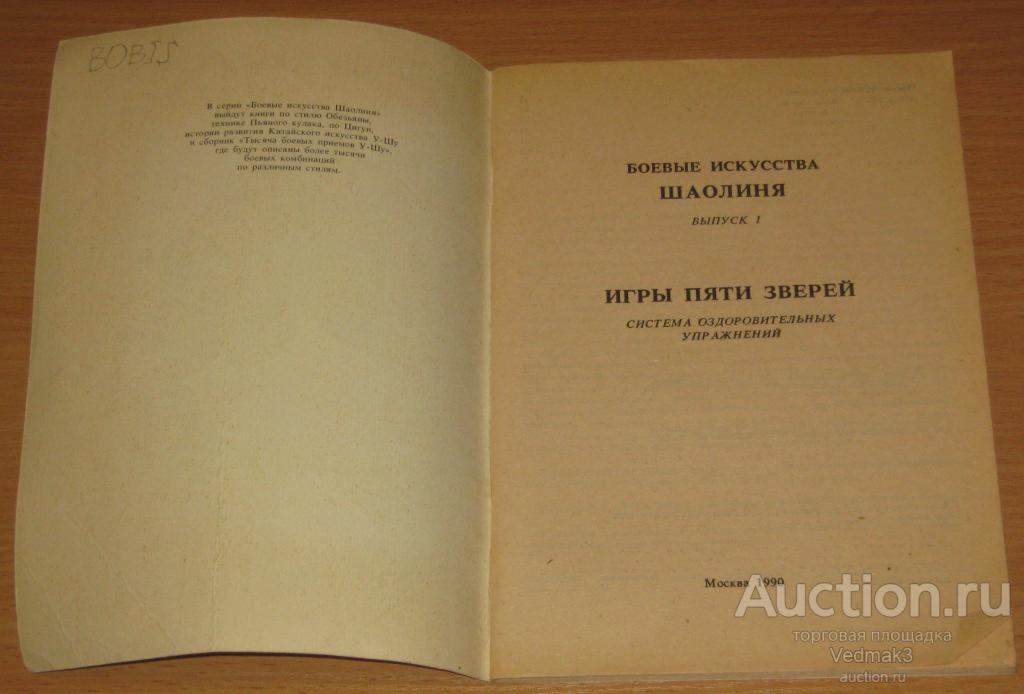 BOBIS
В серии «Боевые искусства Шаолиня»
выйдут книги по стилю Обезьяны,
технике Пьяного кулака, по Цигун,
истории развития Китайского искусства У-Шу
и сборник «Тысяча боевых приемов У-Шу»,
где будут описаны более тысячи
боевых комбинаций
по различным стилям.
БОЕВЫЕ ИСКУССТВА
ШАОЛИНЯ
ВЫПУСК 1
ИГРЫ ПЯТИ ЗВЕРЕЙ
СИСТЕМА ОЗДОРОВИТЕЛЬНЫХ
УПРАЖНЕНИЙ
Москва 1990
Auction.ru
торговая площадка
Vedmak3
auction.ru